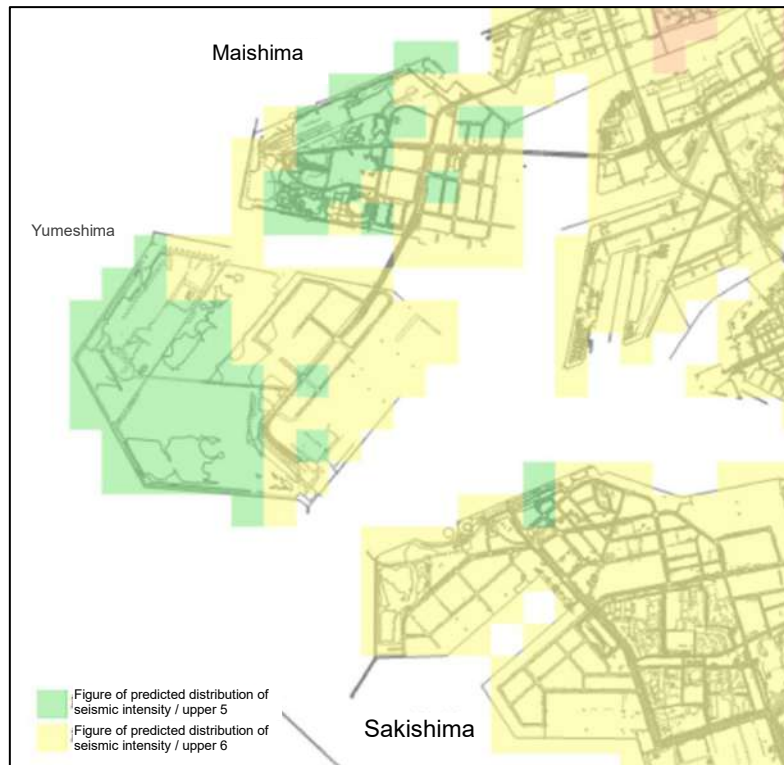 Maishima
Yumeshima
Figure of predicted distribution of
seismic intensity / upper 5
Figure of predicted distribution of
seismic intensity / upper 6
Sakishima